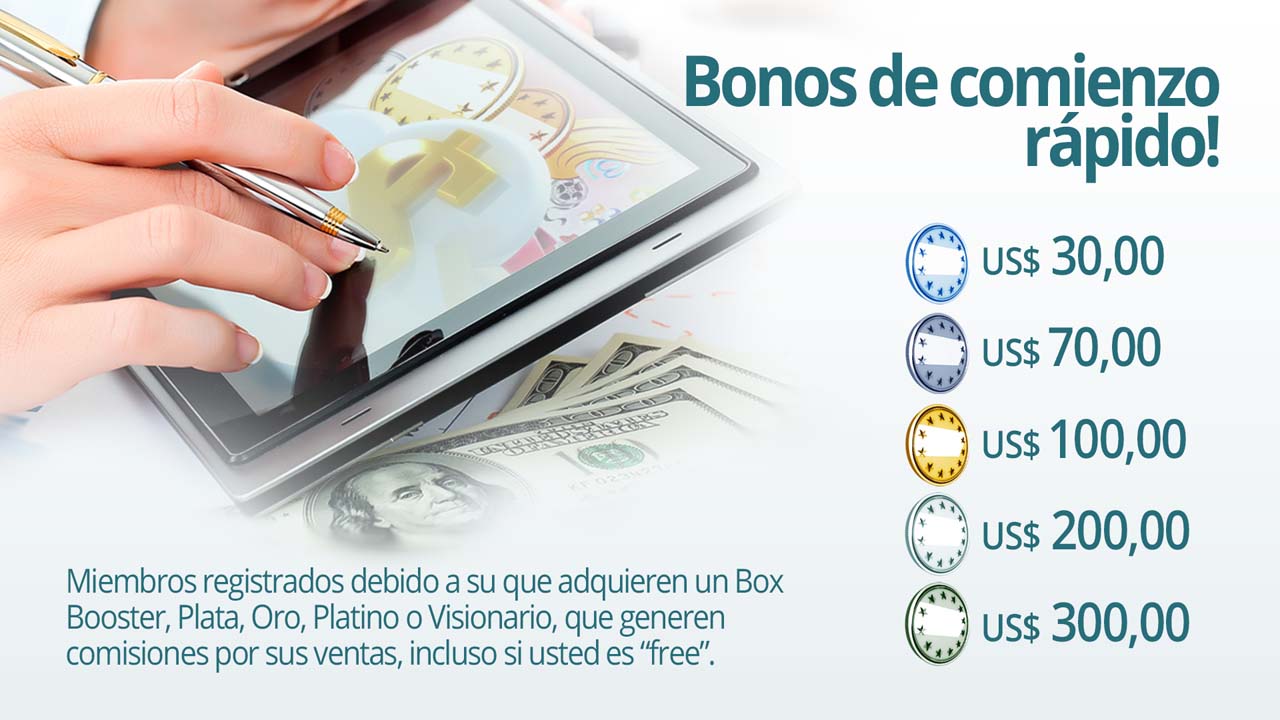 Bonos de comienzo
rápido!
US$ 30,00
US$ 70,00
US$ 100,00
US$ 200,00
US$ 300,00
Miembros registrados debido a su que adquieren un Box
Booster, Plata, Oro, Platino o Visionario, que generen
comisiones por sus ventas, incluso si usted es “free”.